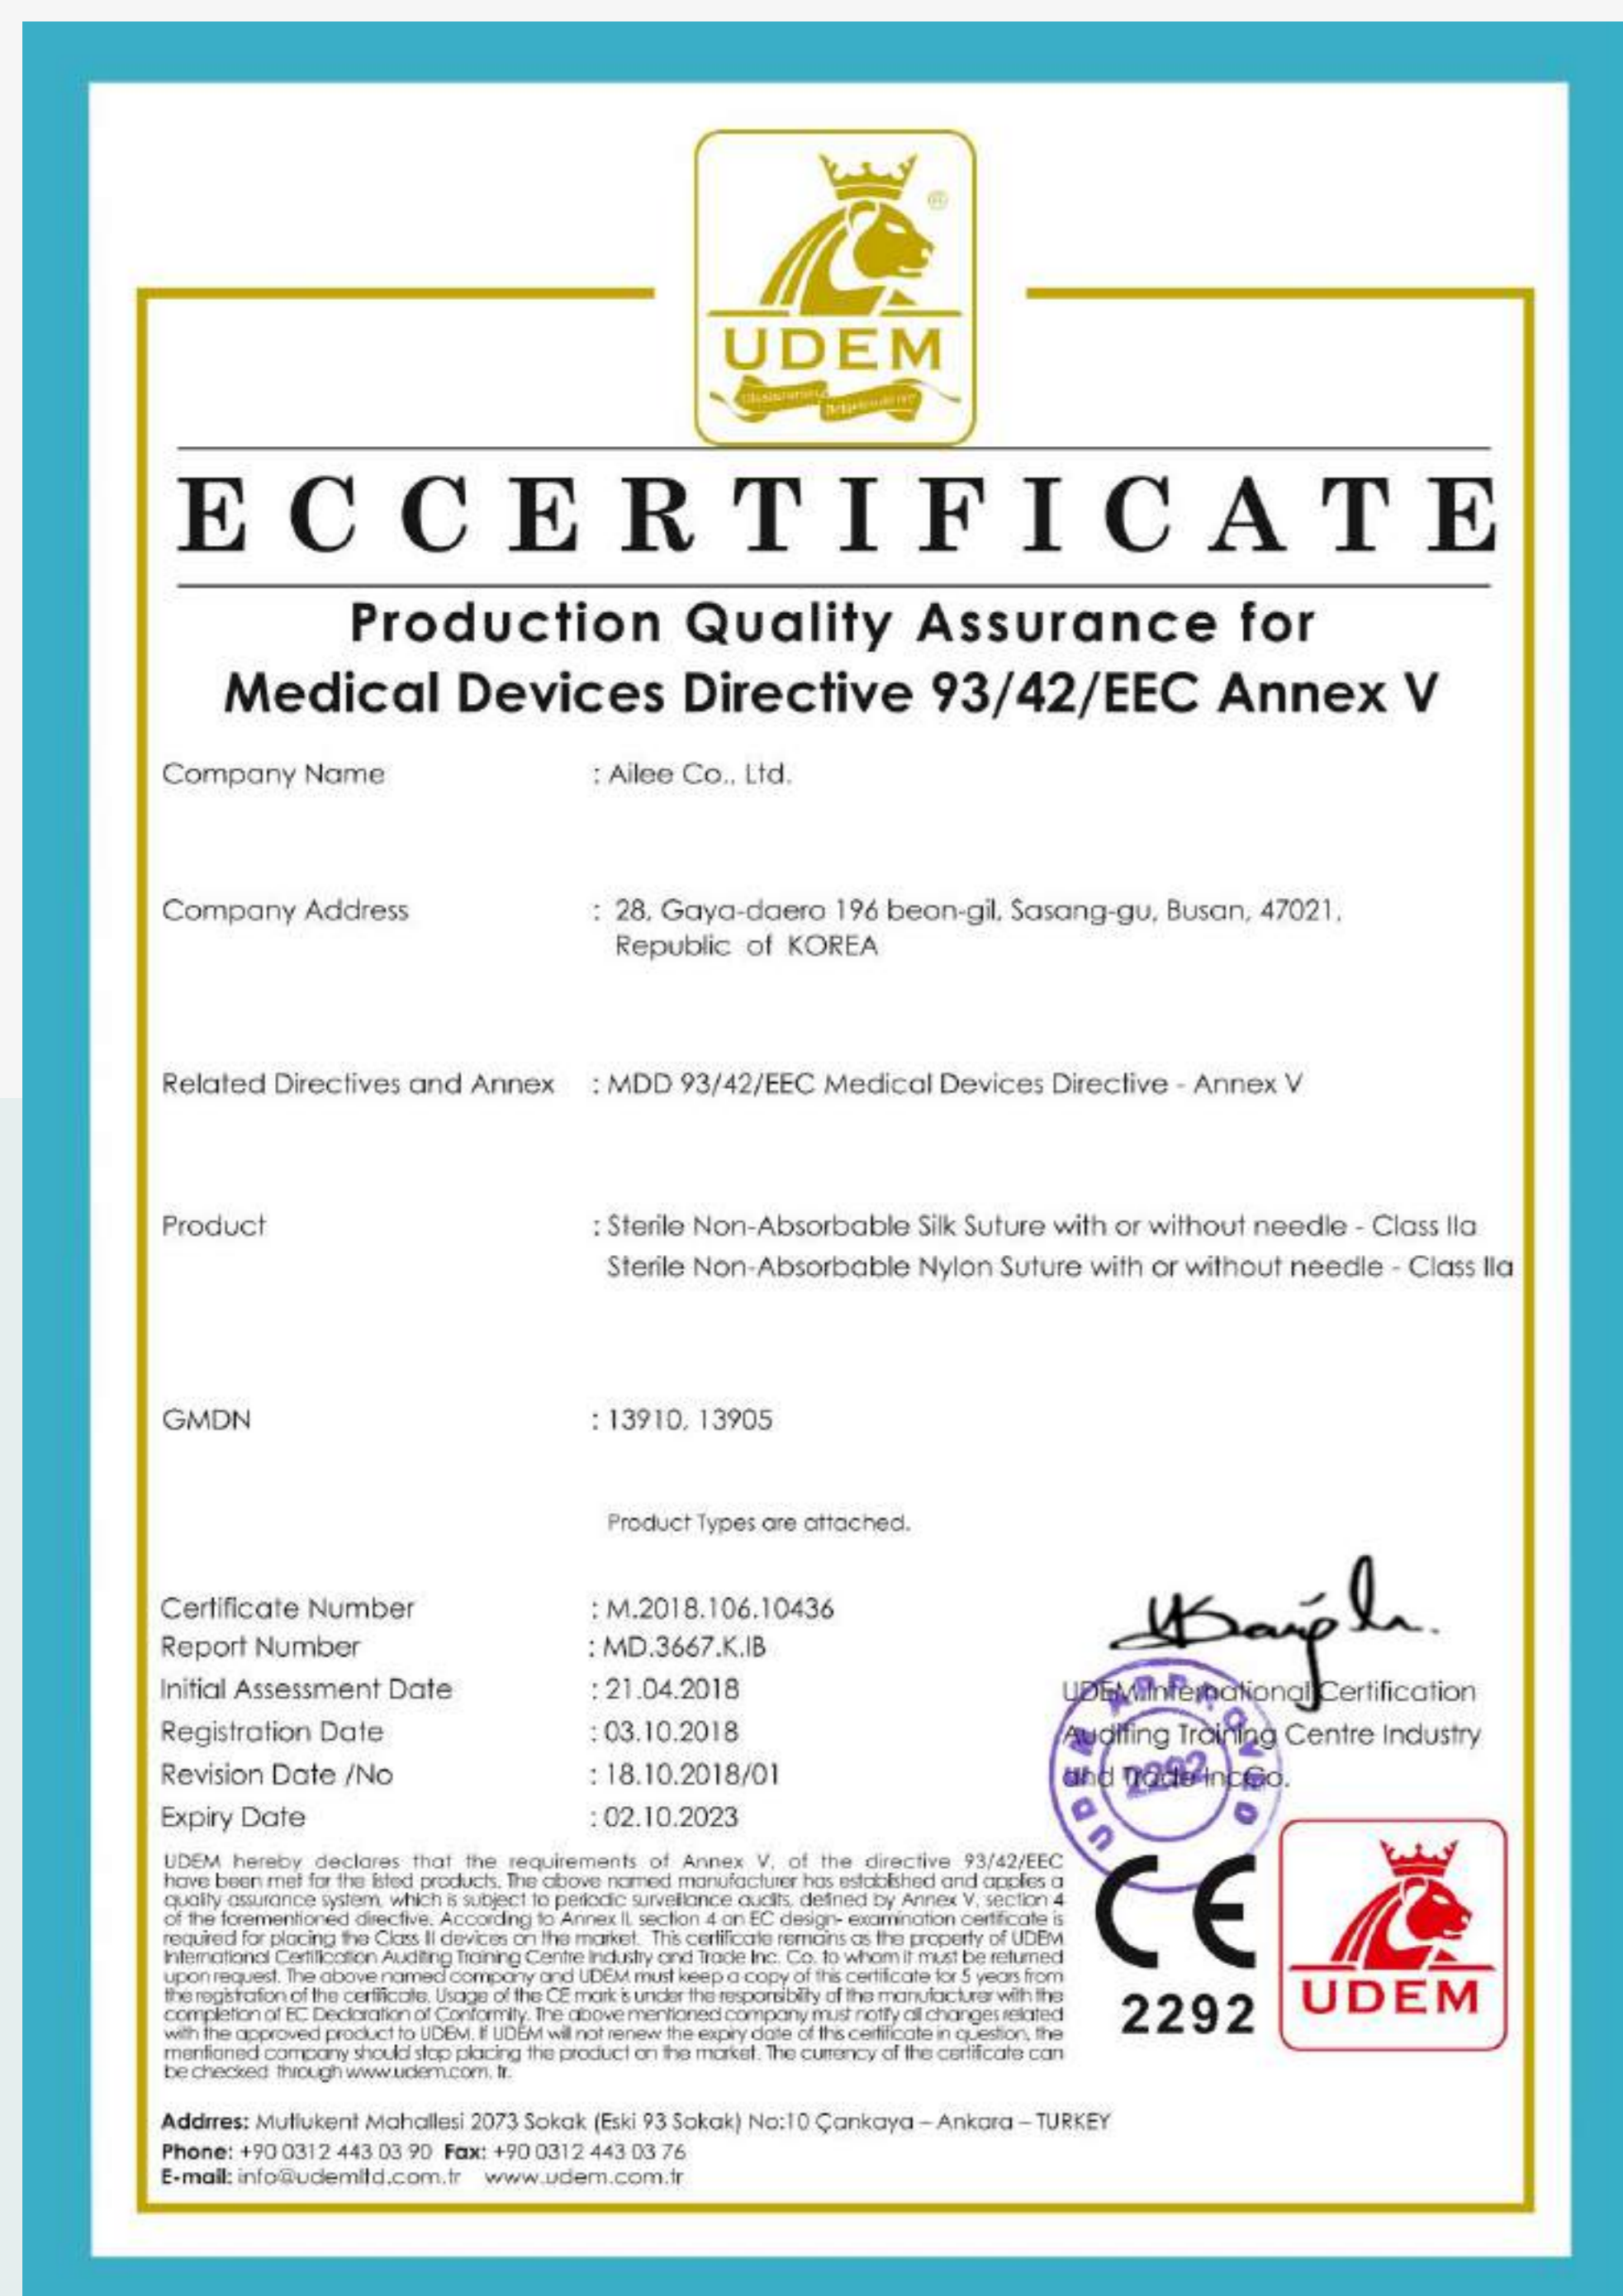 ®
UDEM
E C C E R T I F I C A T E
Production Quality Assurance for
Medical Devices Directive 93/42/EEC Annex V
Company Name : Ailee Co., Ltd.
Company Address : 28, Gaya-daero 196 beon-gil, Sasang-gu, Busan, 47021,
Republic of KOREA
Related Directives and Annex : MDD 93/42/EEC Medical Devices Directive - Annex V
Product : Sterile Non-Absorbable Silk Suture with or without needle - Class IIa
Sterile Non-Absorbable Nylon Suture with or without needle - Class IIa
GMDN : 13910, 13905
Product Types are attached.
Certificate Number : M.2018.106.10436
Report Number : MD.3667.K.IB
Initial Assessment Date : 21.04.2018
Registration Date : 03.10.2018
Revision Date /No : 18.10.2018/01
Expiry Date : 02.10.2023
UDEM International Certification
Auditing Training Centre Industry
and Trade Inc.Co.
UDEM APPROVED
2292
UDEM hereby declares that the requirements of Annex V, of the directive 93/42/EEC
have been met for the listed products. The above named manufacturer has established and applies a
quality assurance system, which is subject to periodic surveillance audits, defined by Annex V, section 4
of the forementioned directive. According to Annex II, section 4 an EC design- examination certificate is
required for placing the Class II devices on the market. This certificate remains as the property of UDEM
International Certification Auditing Training Centre Industry and Trade Inc. Co. to whom it must be returned
upon request. The above named company and UDEM must keep a copy of this certificate for 5 years from
the registration of the certificate. Usage of the CE mark is under the responsibility of the manufacturer with the
completion of EC Declaration of Conformity. The above mentioned company must notify all changes related
with the approved product to UDEM. If UDEM will not renew the expiry date of this certificate in question, the
mentioned company should stop placing the product on the market. The currency of the certificate can
be checked through www.udem.com. tr.
CE
2292
UDEM
Addrres: Mutlukent Mahallesi 2073 Sokak (Eski 93 Sokak) No:10 Çankaya – Ankara – TURKEY
Phone: +90 0312 443 03 90 Fax: +90 0312 443 03 76
E-mail: info@udemltd.com.tr www.udem.com.tr